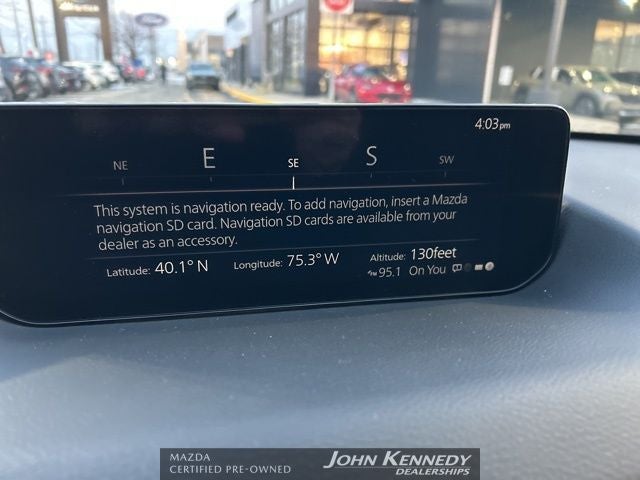 4:03pm
NE E SE S SW
This system is navigation ready. To add navigation, insert a Mazda
navigation SD card. Navigation SD cards are available from your
dealer as an accessory.
Latitude: 40.1° N Longitude: 75.3° W Altitude: 130feet
FM 95.1 On You
MAZDA
CERTIFIED PRE-OWNED
JOHN KENNEDY
DEALERSHIPS